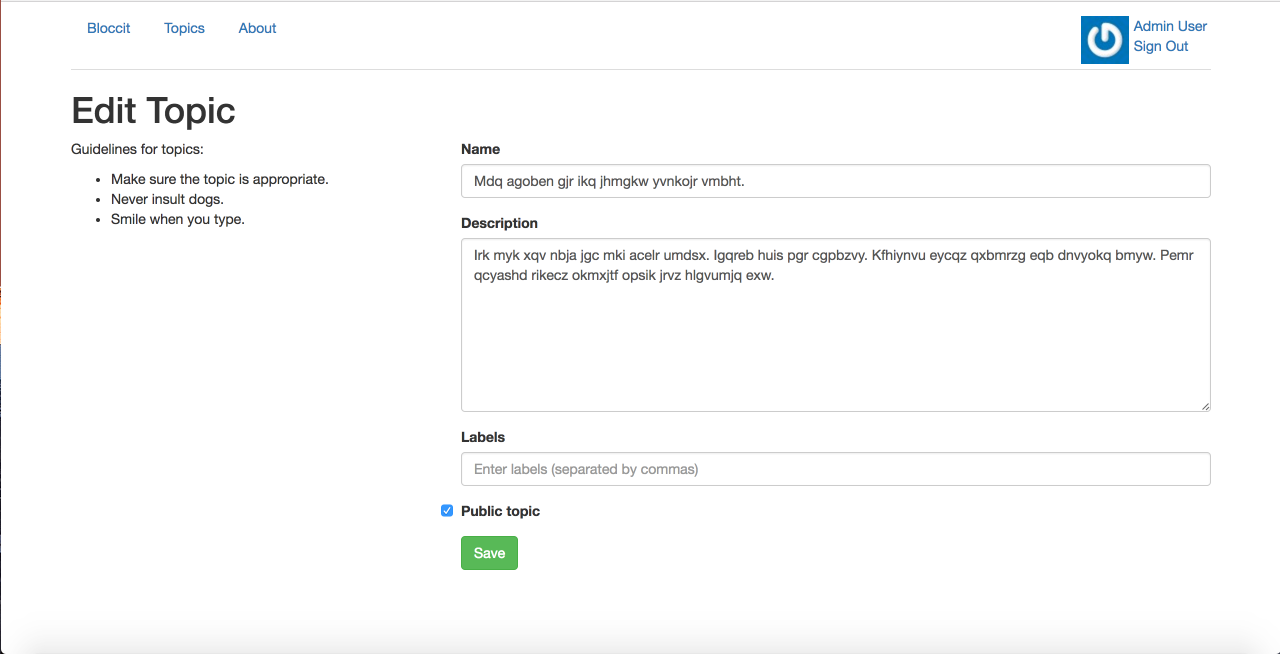 Bloccit Topics About
Admin User
Sign Out
Edit Topic
Guidelines for topics:
Make sure the topic is appropriate.
Never insult dogs.
Smile when you type.
Name
Mdq agoben gjr ikq jhmgkw yvnkojr vmbht.
Description
Irk myk xqv nbja jgc mki acelr umdsx. Igqreb huis pgr cgpbzvy. Kfhiynvu eycqz qxbmrzg eqb dnvyokq bmyw. Pemr
qcyashd rikecz okmxjtf opsik jrvz hlgvumjq exw.
Labels
Enter labels (separated by commas)
Public topic
Save